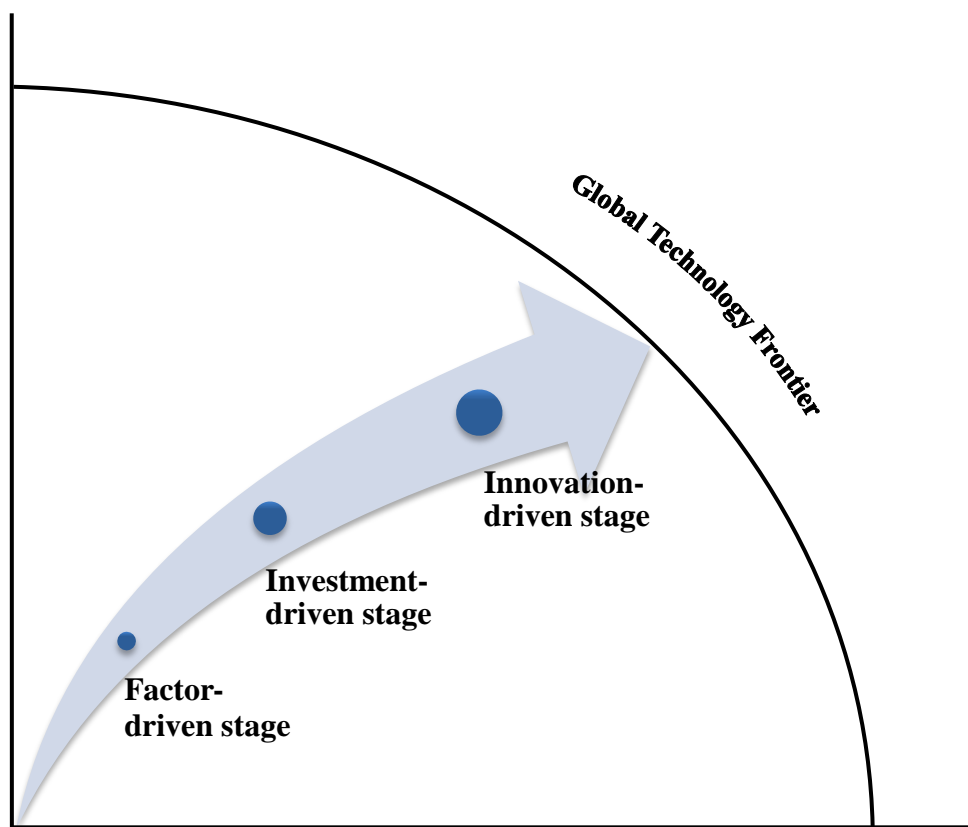 Global Technology Frontier
Innovation-
driven stage
Investment-
driven stage
Factor-
driven stage